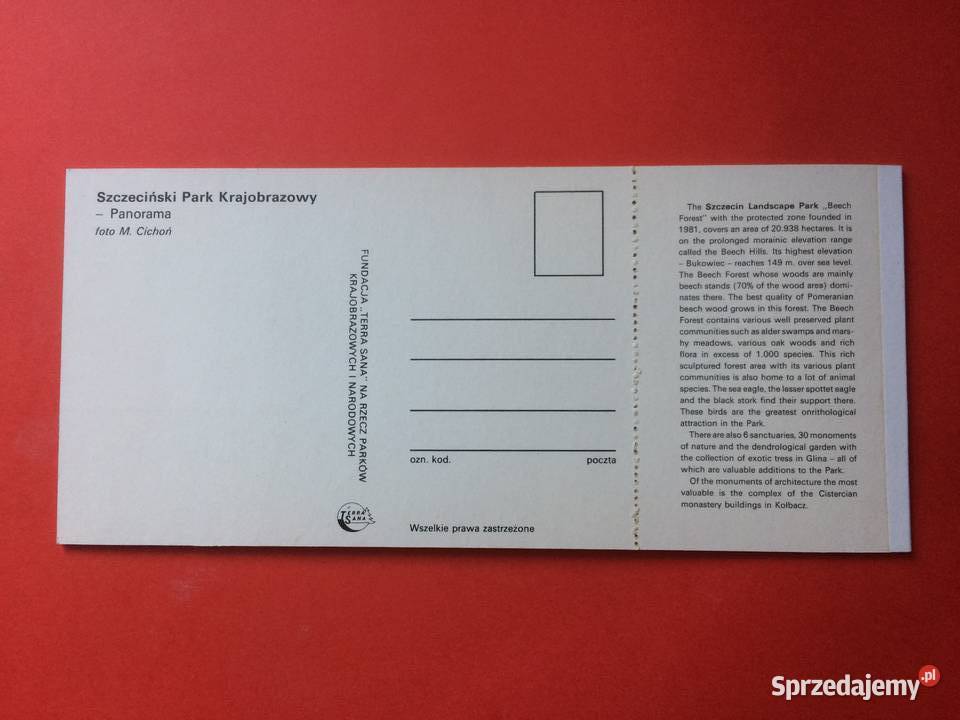 Szczeciński Park Krajobrazowy
– Panorama
foto M. Cichoń
FUNDACJA „TERRA SANA" NA RZECZ PARKÓW
KRAJOBRAZOWYCH I NARODOWYCH
ozn. kod. poczta
TERRA
SANA
Wszelkie prawa zastrzeżone
The Szczecin Landscape Park „Beech
Forest" with the protected zone founded in
1981, covers an area of 20.938 hectares. It is
on the prolonged morainic elevation range
called the Beech Hills. Its highest elevation
– Bukowiec – reaches 149 m. over sea level.
The Beech Forest whose woods are mainly
beech stands (70% of the wood area) domi-
nates there. The best quality of Pomeranian
beach wood grows in this forest. The Beech
Forest contains various well preserved plant
communities such as alder swamps and mars-
hy meadows, various oak woods and rich
flora in excess of 1.000 species. This rich
sculptured forest area with its various plant
communities is also home to a lot of animal
species. The sea eagle, the lesser spottet eagle
and the black stork find their support there.
These birds are the greatest onrithological
attraction in the Park.
There are also 6 sanctuaries, 30 monoments
of nature and the dendrological garden with
the collection of exotic tress in Glina – all of
which are valuable additions to the Park.
Of the monuments of architecture the most
valuable is the complex of the Cistercian
monastery buildings in Kołbacz.
Sprzedajemy.pl